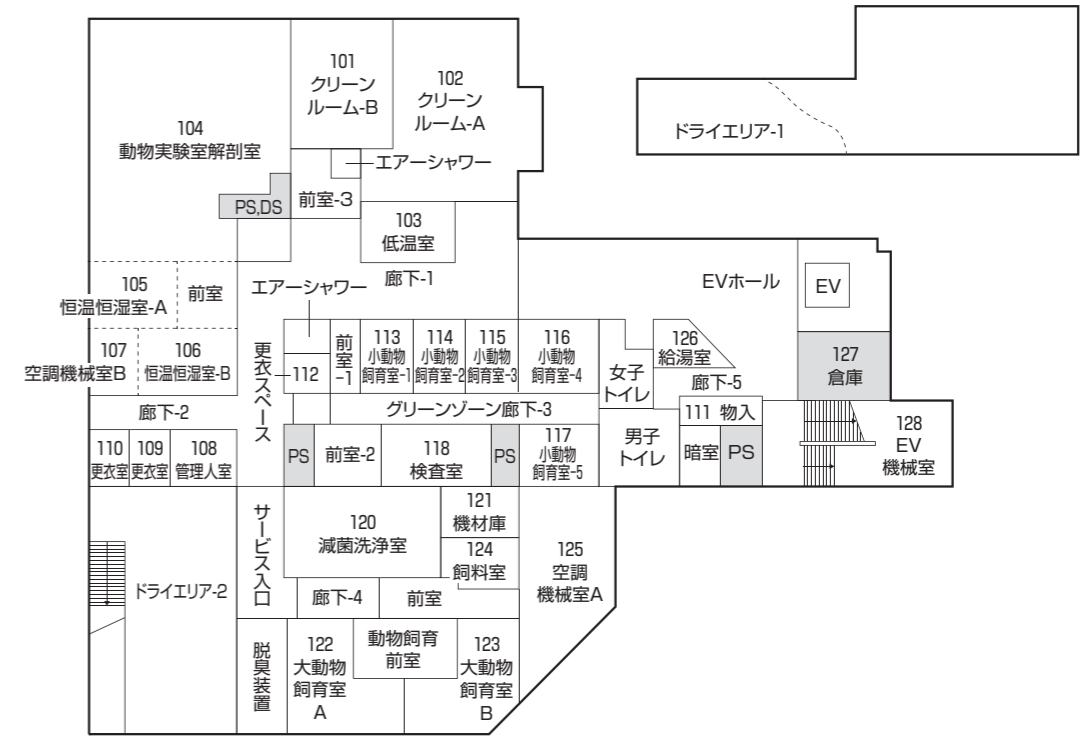 101
クリーン
ルーム-B
102
クリーン
ルーム-A
ドライエリア-1
104
動物実験室解剖室
エアーシャワー
PS,DS
前室-3
103
低温室
廊下-1
105
恒温恒湿室-A
前室
エアーシャワー
EVホール
EV
107
空調機械室B
106
恒温恒湿室-B
更衣スペース
112
前室-1
113
小動物
飼育室-1
114
小動物
飼育室-2
115
小動物
飼育室-3
116
小動物
飼育室-4
女子
トイレ
126
給湯室
廊下-5
127
倉庫
廊下-2
グリーンゾーン廊下-3
111 物入
110
更衣室
109
更衣室
108
管理人室
PS
前室-2
118
検査室
PS
117
小動物
飼育室-5
男子
トイレ
暗室
PS
128
EV
機械室
サービス入口
120
減菌洗浄室
121
機材庫
124
飼料室
125
空調
機械室A
ドライエリア-2
廊下-4
前室
脱臭装置
122
大動物
飼育室
A
動物飼育
前室
123
大動物
飼育室
B